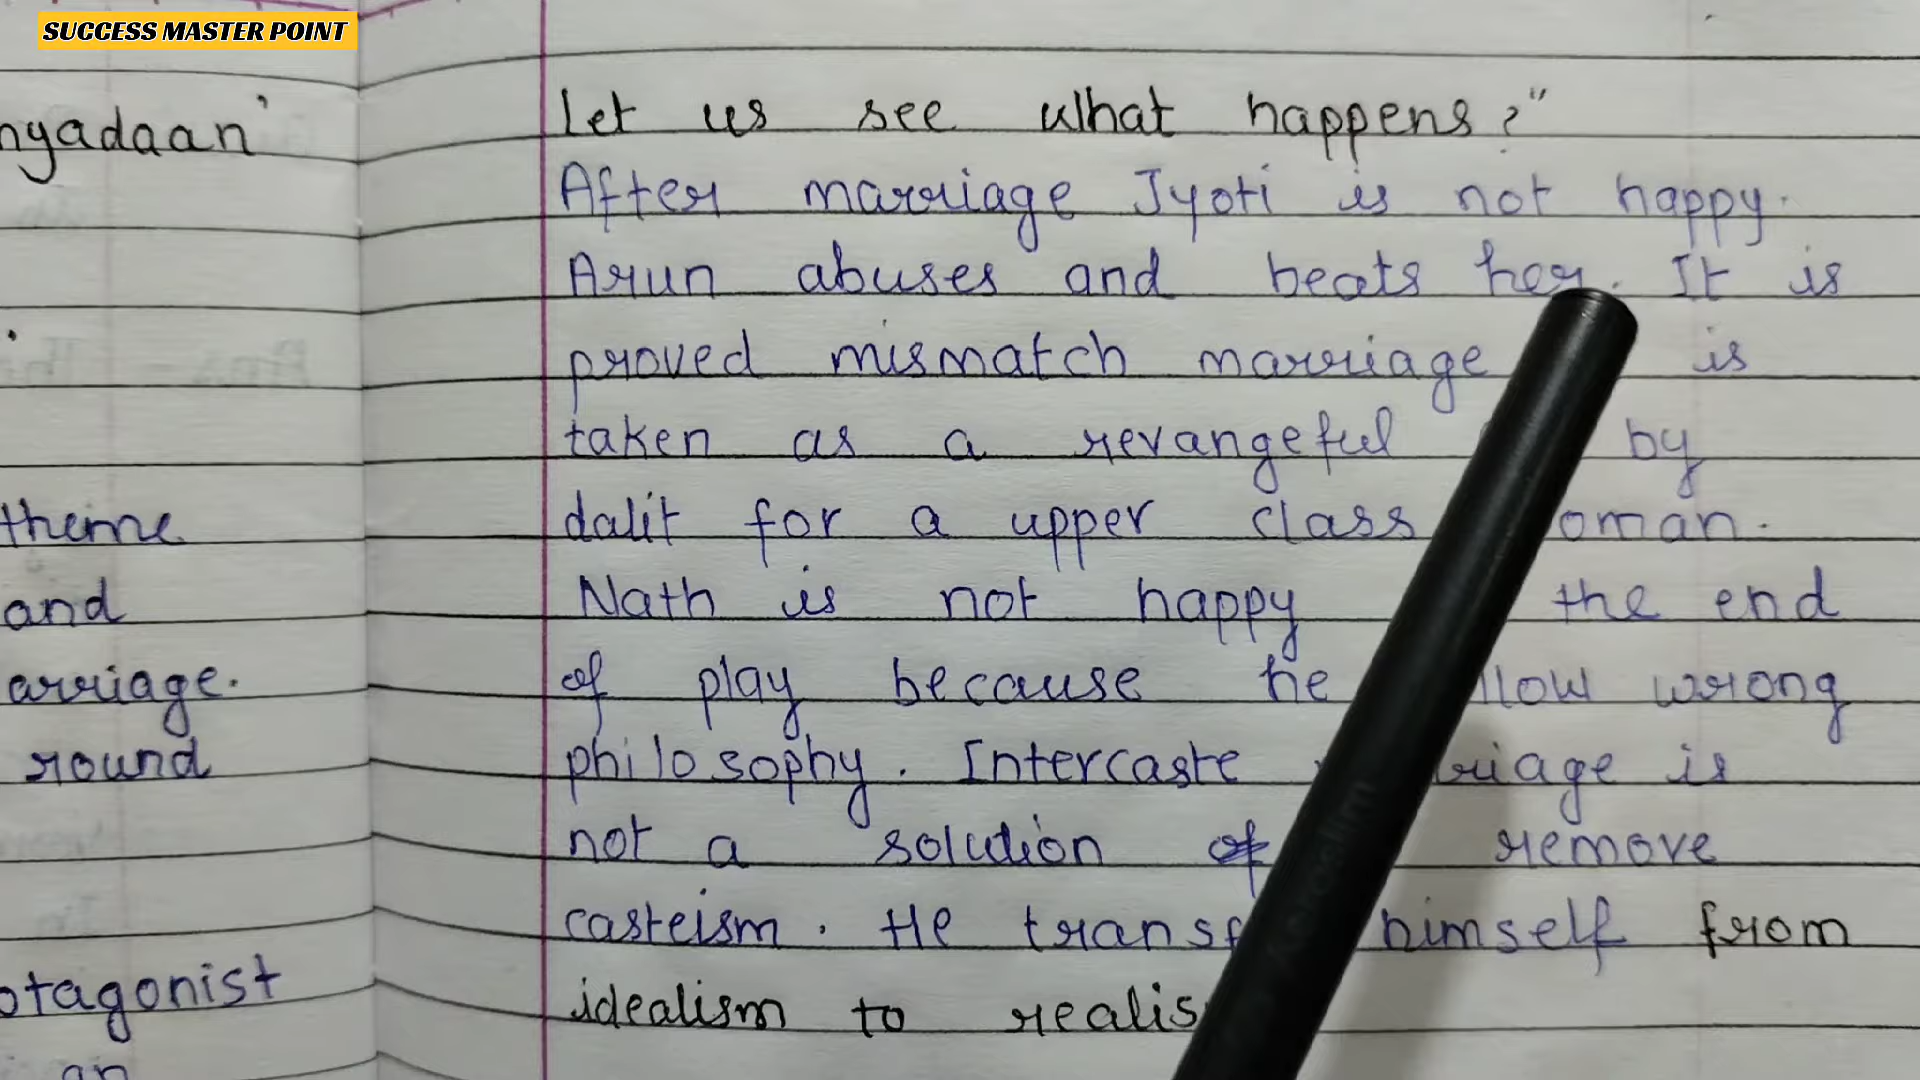 SUCCESS MASTER POINT
nyadaan'
theme
and
arriage.
round
otagonist
an
Let us see what happens?"
After marriage Jyoti is not happy.
Arun abuses and beats her. It is
proved mismatch marriage is
taken as a revangeful by
dalit for a upper class oman.
Nath is not happy the end
of play because he llow wrong
philosophy. Intercaste riage is
not a solution of remove
casteism. He transf himself from
idealism to realis